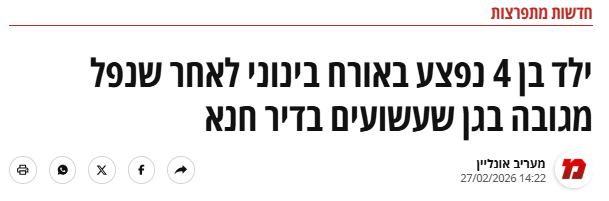 חדשות מתפרצות
ילד בן 4 נפצע באורח בינוני לאחר שנפל
מגובה בגן שעשועים בדיר חנא
מעריב אונליין
27/02/2026 14:22